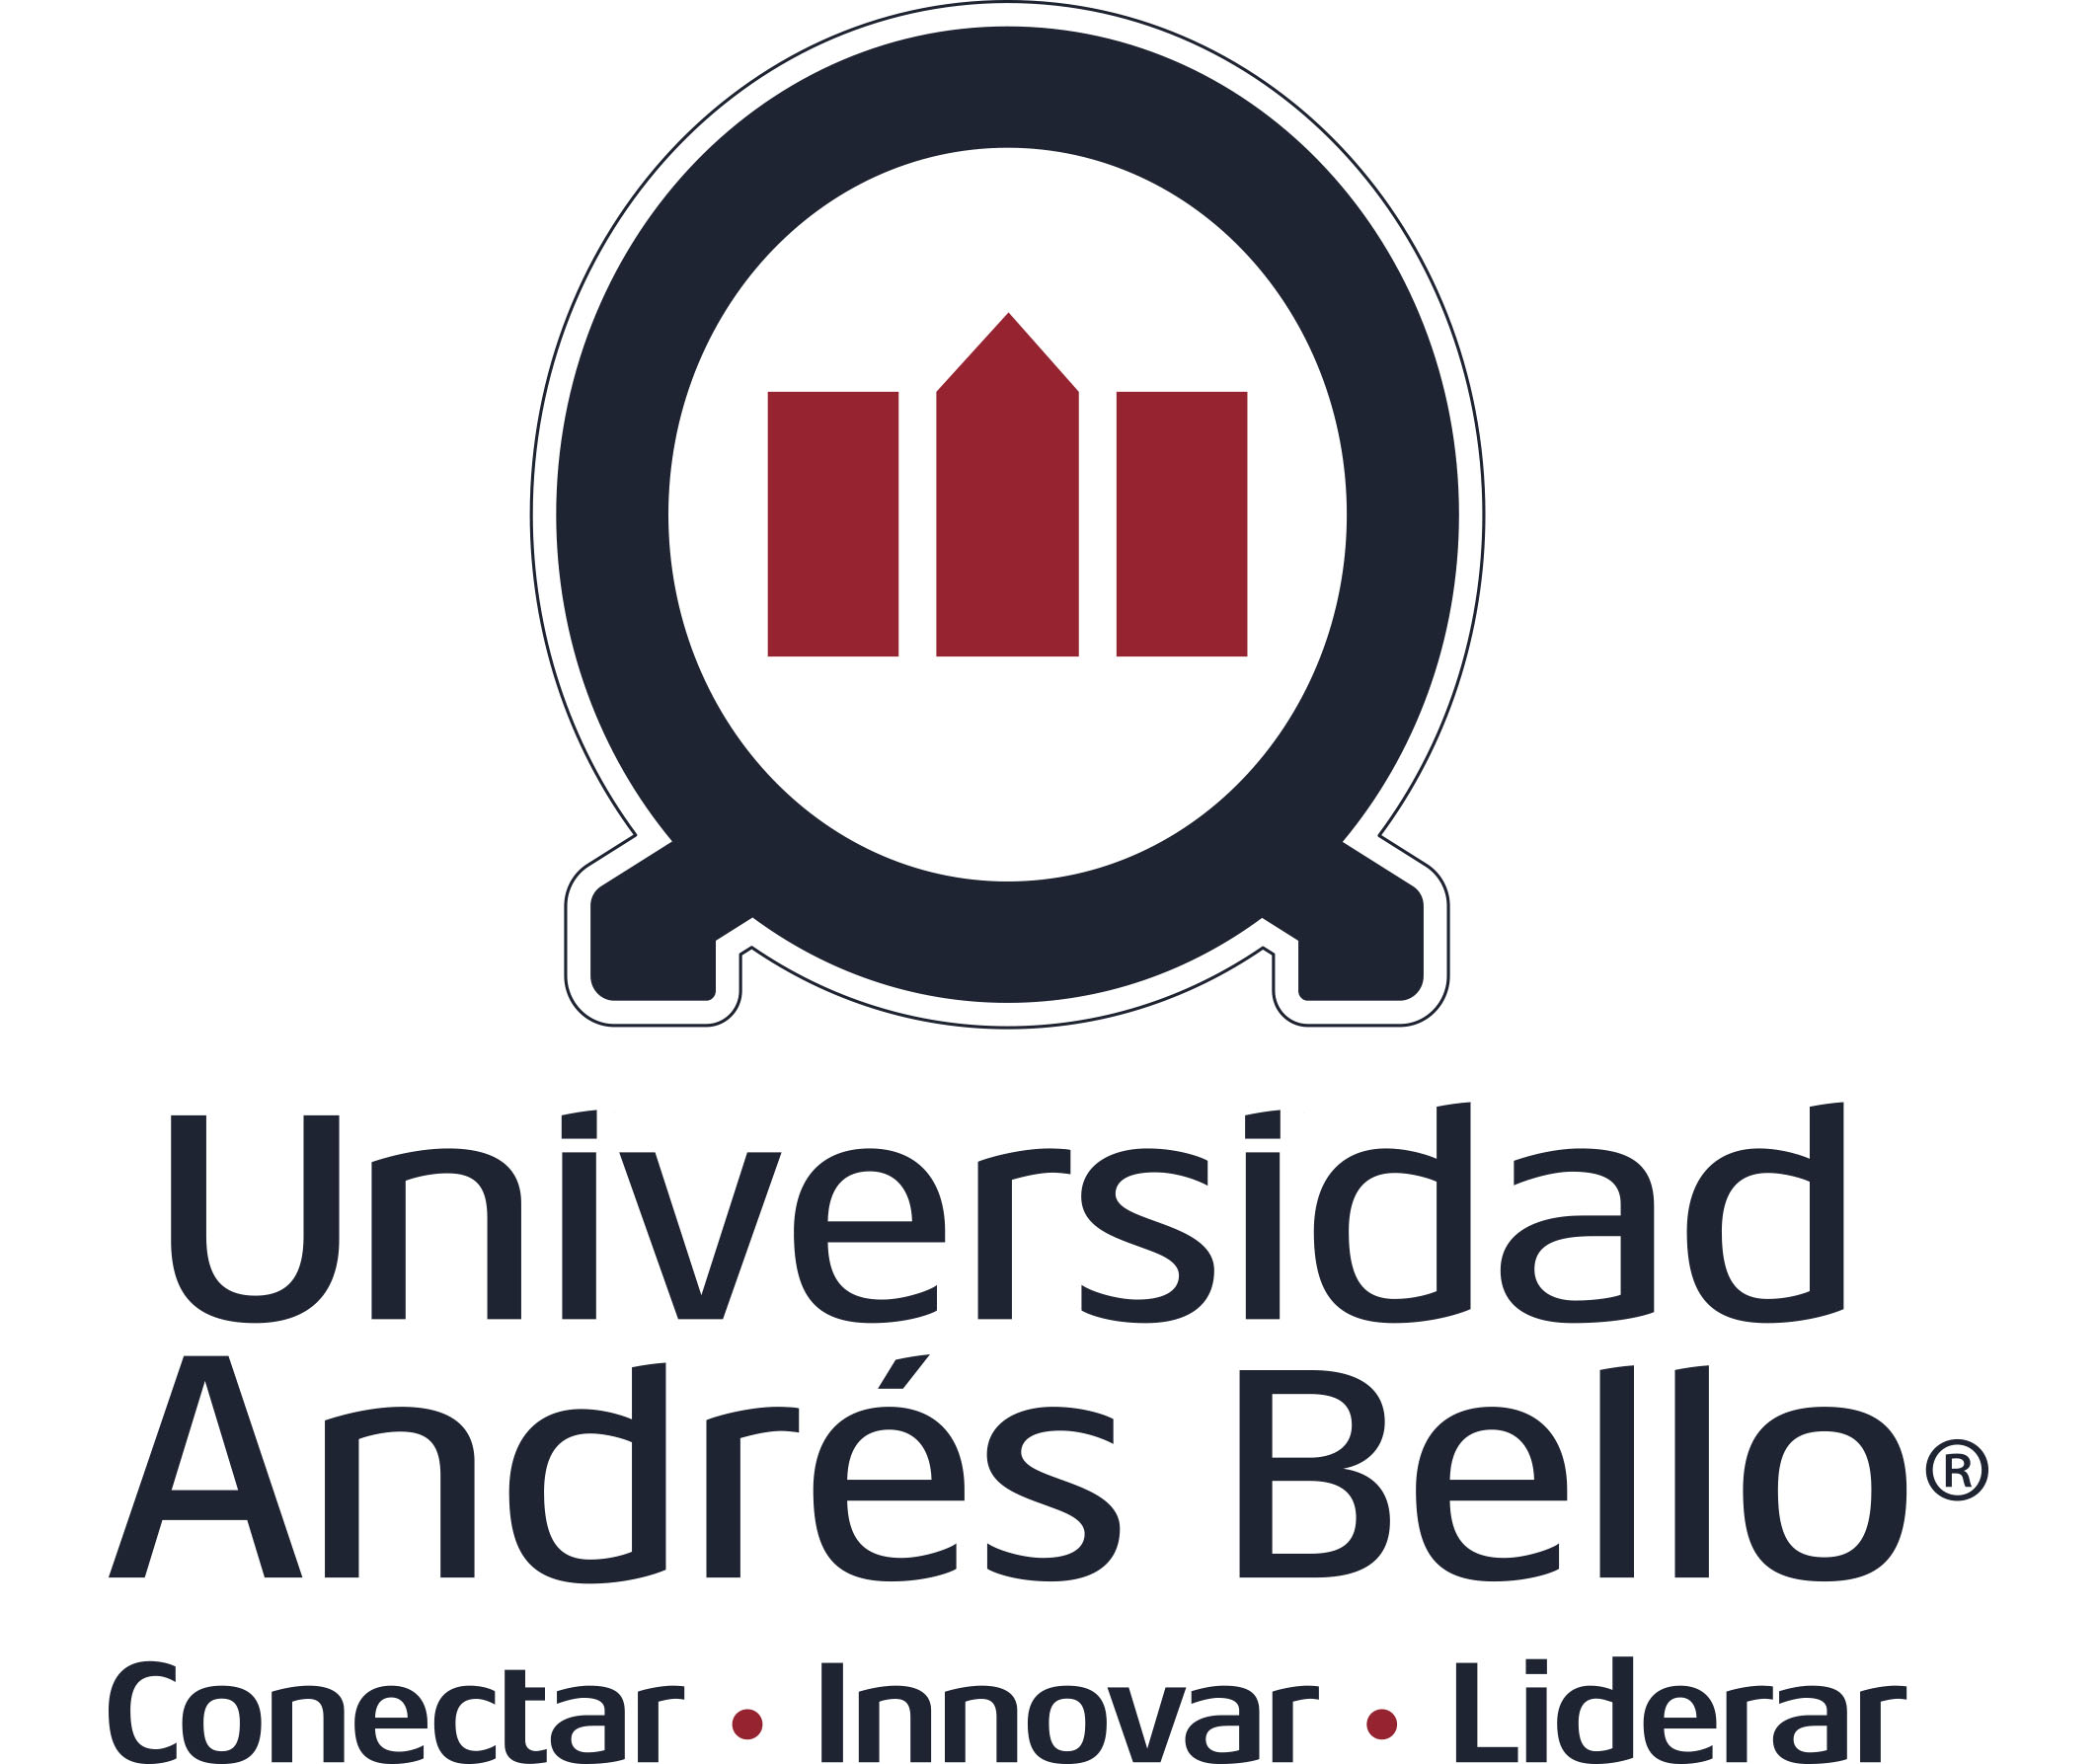 Universidad
Andrés Bello®
Conectar • Innovar • Liderar